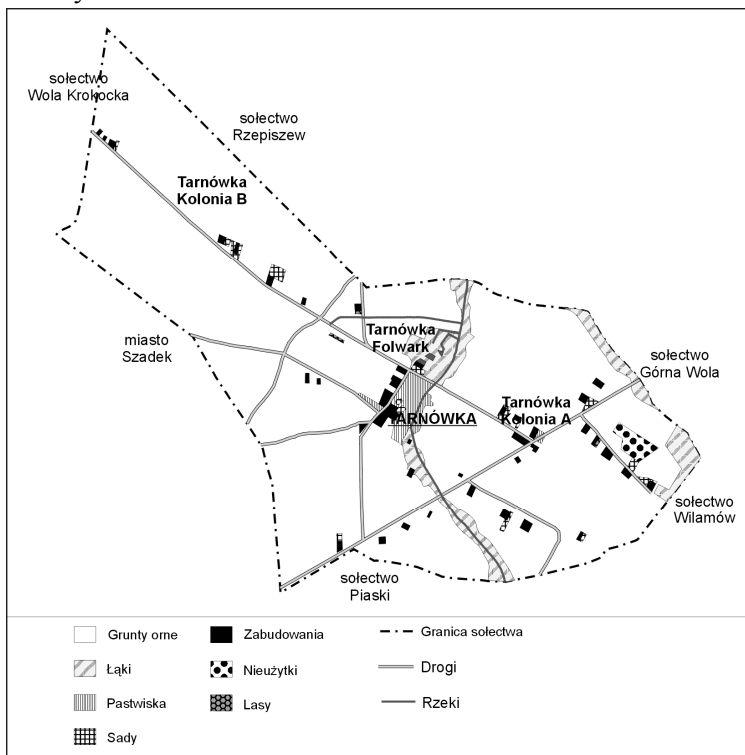 sołectwo
Wola Krokocka
sołectwo
Rzepiszew
Tarnówka
Kolonia B
miasto
Szadek
Tarnówka
Folwark
sołectwo
Górna Wola
Tarnówka
Kolonia A
TARNÓWKA
sołectwo
Wilamów
sołectwo
Piaski
Grunty orne
Zabudowania
Granica sołectwa
Łąki
Nieużytki
Drogi
Pastwiska
Lasy
Rzeki
Sady